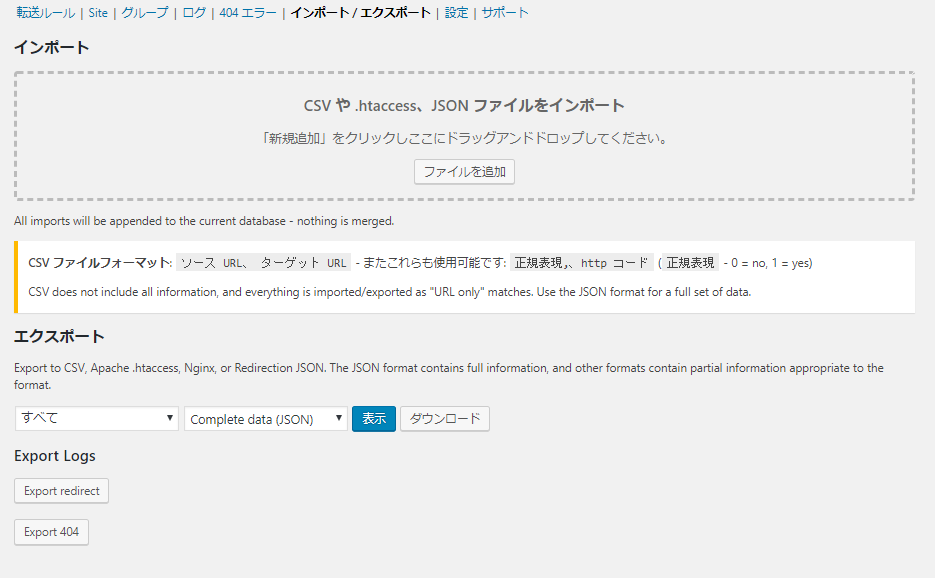 転送ルール | Site | グループ | ログ | 404 エラー | インポート / エクスポート | 設定 | サポート
インポート
CSV や .htaccess、JSON ファイルをインポート
「新規追加」をクリックしここにドラッグアンドドロップしてください。
ファイルを追加
All imports will be appended to the current database - nothing is merged.
CSV ファイルフォーマット: ソース URL、 ターゲット URL - またこれらも使用可能です: 正規表現,、http コード ( 正規表現 - 0 = no, 1 = yes)
CSV does not include all information, and everything is imported/exported as "URL only" matches. Use the JSON format for a full set of data.
エクスポート
Export to CSV, Apache .htaccess, Nginx, or Redirection JSON. The JSON format contains full information, and other formats contain partial information appropriate to the
format.
すべて Complete data (JSON) 表示 ダウンロード
Export Logs
Export redirect
Export 404